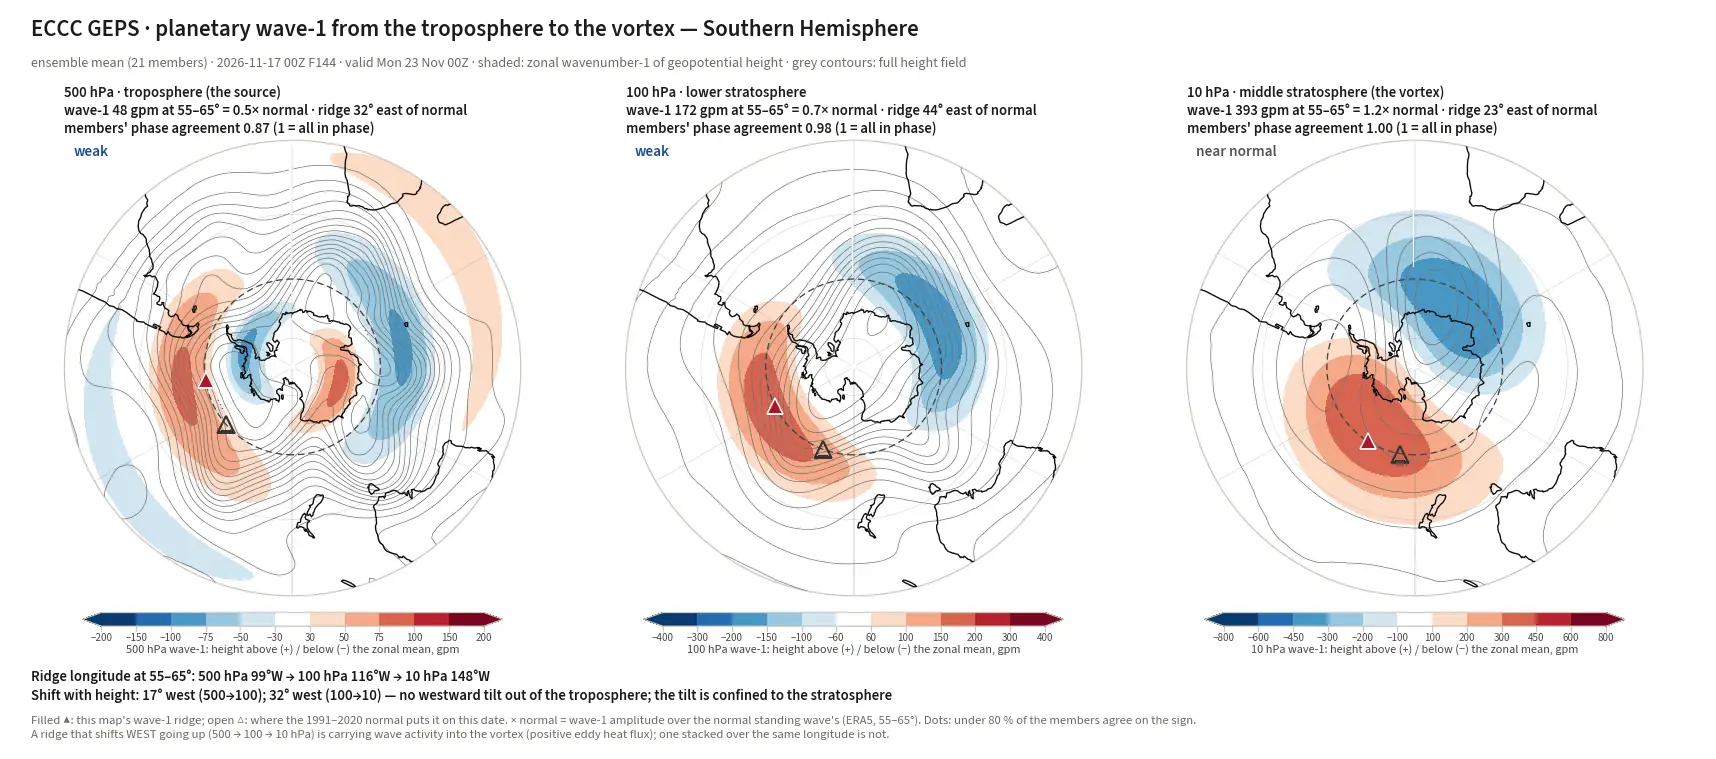 ECCC GEPS · planetary wave-1 from the troposphere to the vortex — Southern Hemisphere
ensemble mean (21 members) · 2026-11-17 00Z F144 · valid Mon 23 Nov 00Z · shaded: zonal wavenumber-1 of geopotential height · grey contours: full height field
500 hPa · troposphere (the source)
wave-1 48 gpm at 55–65° = 0.5× normal · ridge 32° east of normal
members' phase agreement 0.87 (1 = all in phase)
weak
100 hPa · lower stratosphere
wave-1 172 gpm at 55–65° = 0.7× normal · ridge 44° east of normal
members' phase agreement 0.98 (1 = all in phase)
weak
10 hPa · middle stratosphere (the vortex)
wave-1 393 gpm at 55–65° = 1.2× normal · ridge 23° east of normal
members' phase agreement 1.00 (1 = all in phase)
near normal
−200 −150 −100 −75 −50 −30 30 50 75 100 150 200
500 hPa wave-1: height above (+) / below (−) the zonal mean, gpm
−400 −300 −200 −150 −100 −60 60 100 150 200 300 400
100 hPa wave-1: height above (+) / below (−) the zonal mean, gpm
−800 −600 −450 −300 −200 −100 100 200 300 450 600 800
10 hPa wave-1: height above (+) / below (−) the zonal mean, gpm
Ridge longitude at 55–65°: 500 hPa 99°W → 100 hPa 116°W → 10 hPa 148°W
Shift with height: 17° west (500→100); 32° west (100→10) — no westward tilt out of the troposphere; the tilt is confined to the stratosphere
Filled ▲: this map's wave-1 ridge; open △: where the 1991–2020 normal puts it on this date. × normal = wave-1 amplitude over the normal standing wave's (ERA5, 55–65°). Dots: under 80 % of the members agree on the sign.
A ridge that shifts WEST going up (500 → 100 → 10 hPa) is carrying wave activity into the vortex (positive eddy heat flux); one stacked over the same longitude is not.